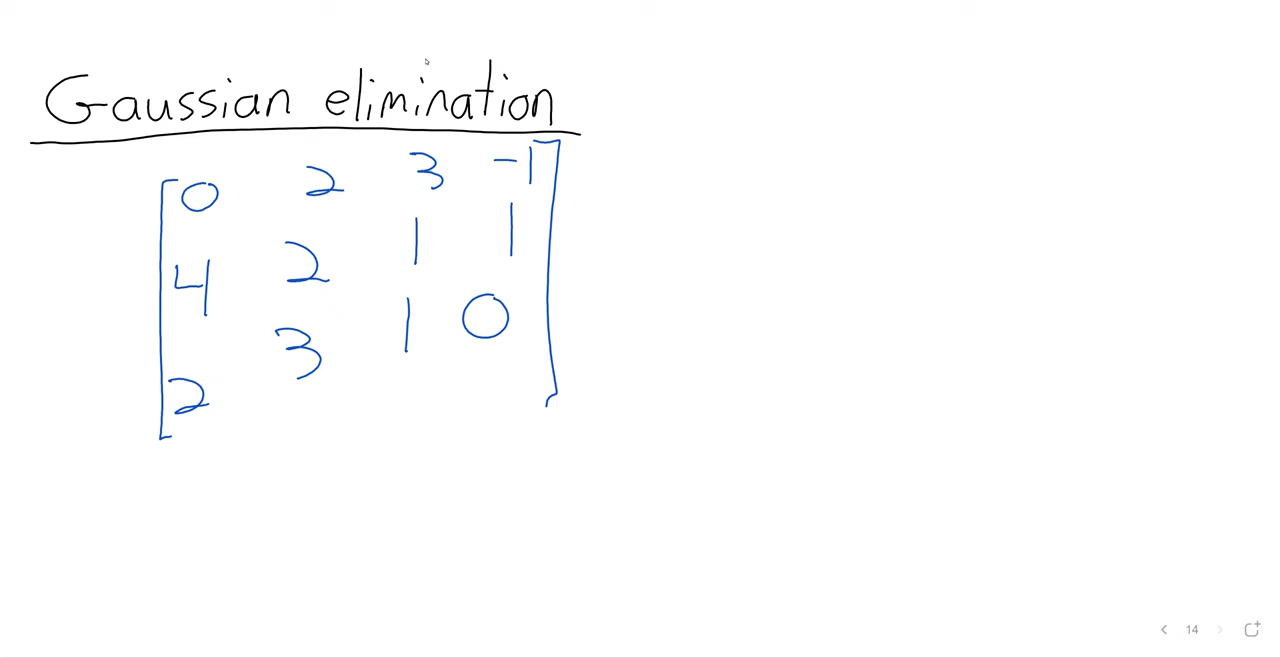 Gaussian elimination
0 2 3 -1
4 2 1 1
2 3 1 0
14